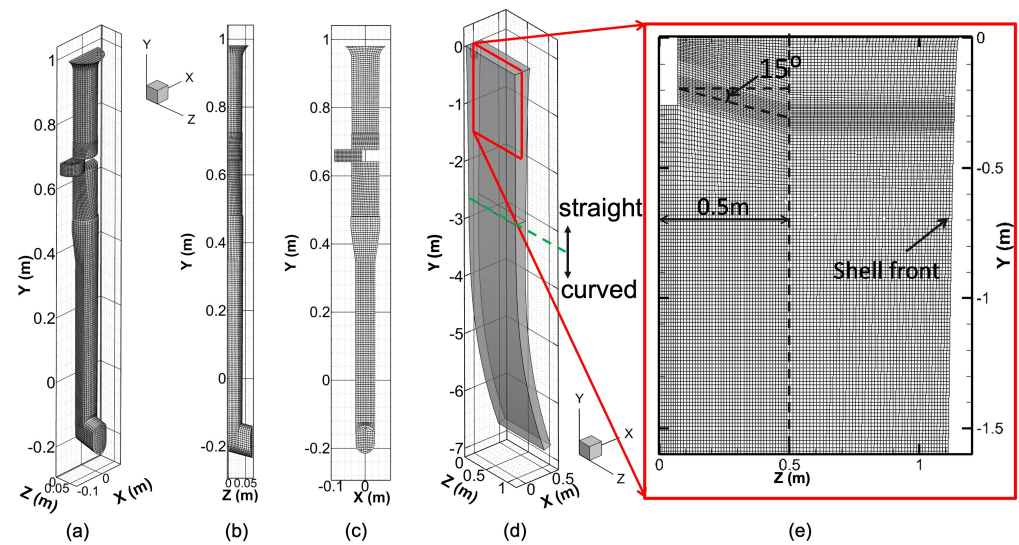 1
0.8
0.6
0.4
0.2
0
-0.2
Y (m)
Y
X
Z
0.05
0
-0.1
0
Z (m)
X (m)
(a)
1
0.8
0.6
0.4
0.2
0
-0.2
Y (m)
0 0.05
Z (m)
(b)
1
0.8
0.6
0.4
0.2
0
-0.2
Y (m)
-0.1
0
X (m)
(c)
0
-1
-2
-3
-4
-5
-6
-7
Y (m)
straight
curved
Y
X
Z
0
0.5
1
0
0.5
Z (m)
X (m)
(d)
15º
0.5m
Shell front
0
-0.5
-1
-1.5
Y (m)
0
0.5
1
Z (m)
(e)